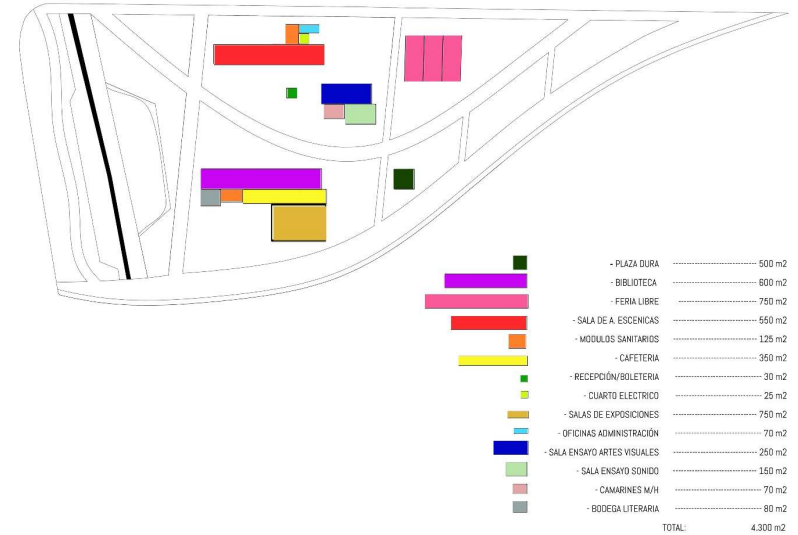 - PLAZA DURA ---------------------- 500 m2
- BIBLIOTECA ---------------------- 600 m2
- FERIA LIBRE ---------------------- 750 m2
- SALA DE A. ESCENICAS ---------------------- 550 m2
- MODULOS SANITARIOS ---------------------- 125 m2
- CAFETERIA ---------------------- 350 m2
- RECEPCIÓN/BOLETERIA ---------------------- 30 m2
- CUARTO ELECTRICO ---------------------- 25 m2
- SALAS DE EXPOSICIONES ---------------------- 750 m2
- OFICINAS ADMINISTRACIÓN ---------------------- 70 m2
- SALA ENSAYO ARTES VISUALES ---------------------- 250 m2
- SALA ENSAYO SONIDO ---------------------- 150 m2
- CAMARINES M/H ---------------------- 70 m2
- BODEGA LITERARIA ---------------------- 80 m2
TOTAL: 4.300 m2